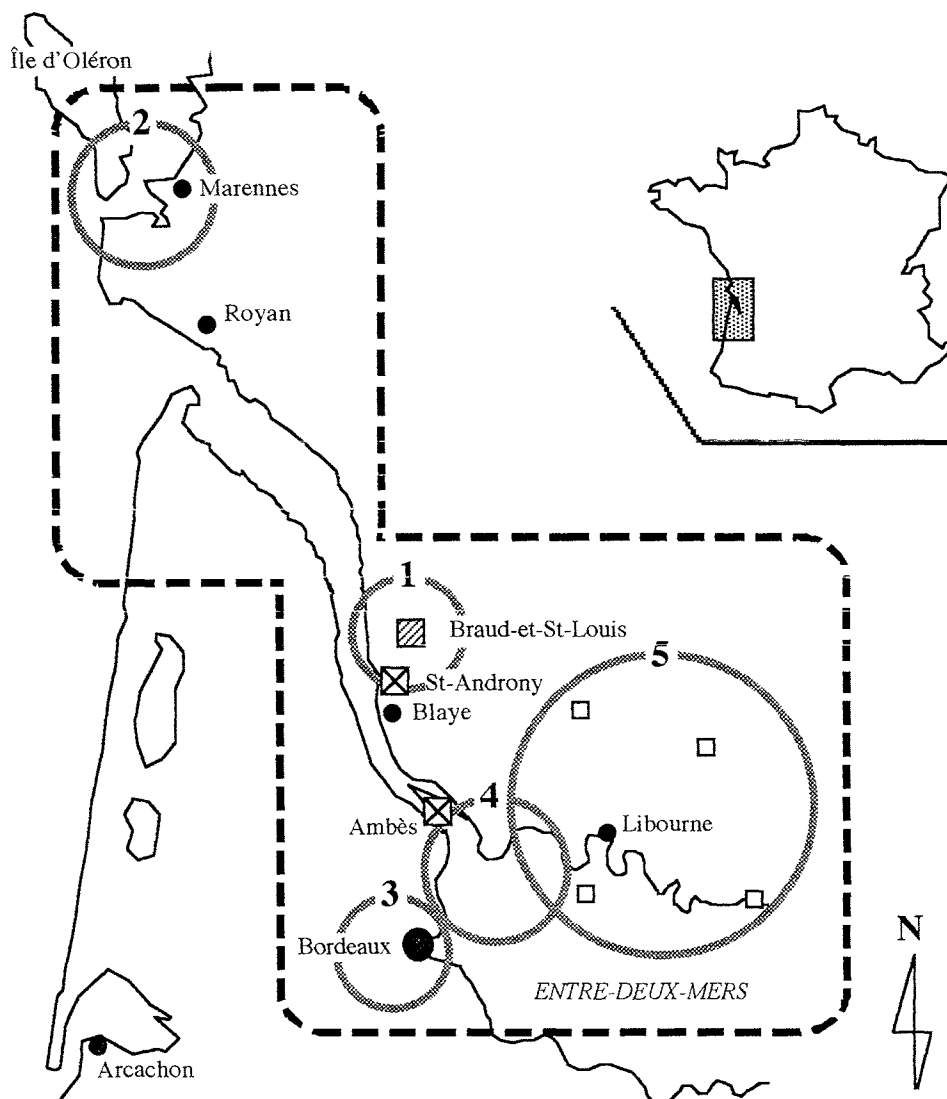 Île d'Oléron
2
Marennes
Royan
1
Braud-et-St-Louis
5
St-Androny
Blaye
4
Ambès
Libourne
3
N
Bordeaux
ENTRE-DEUX-MERS
Arcachon